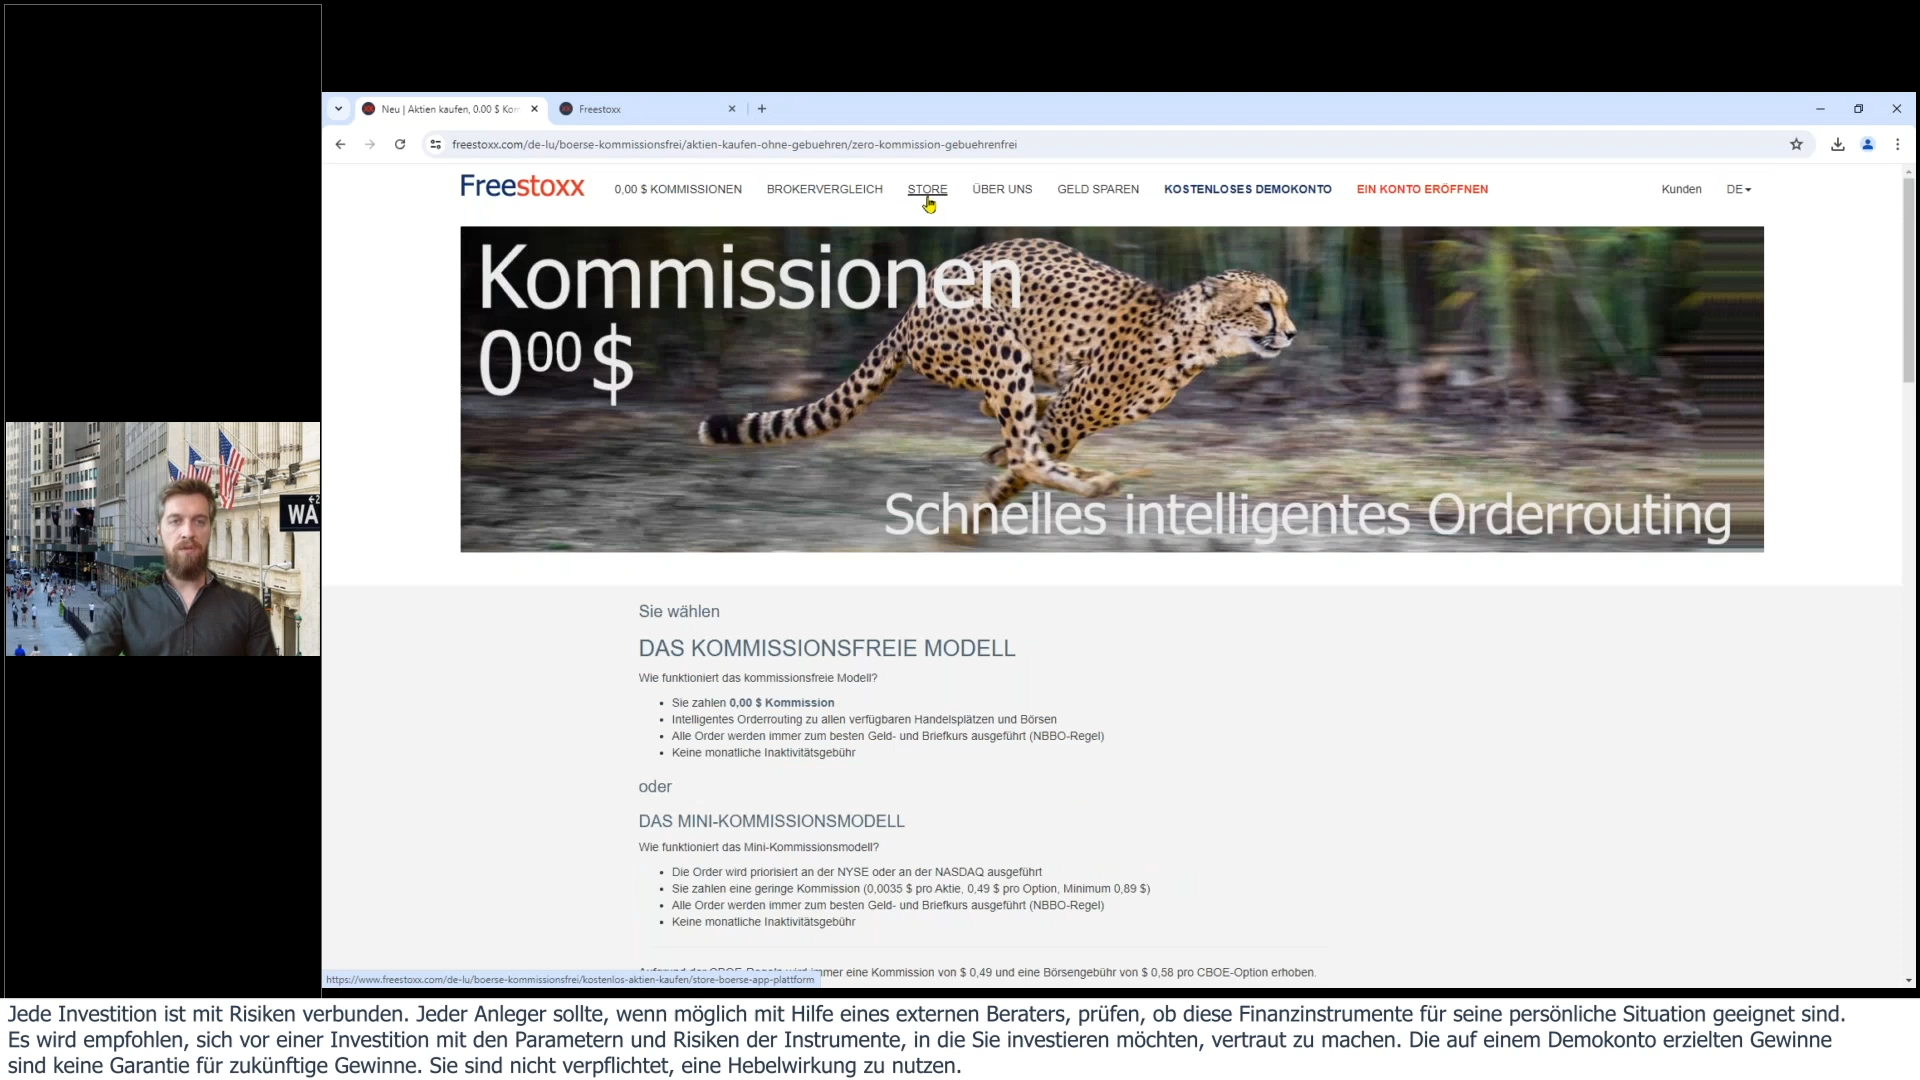 Neu | Aktien kaufen, 0.00 $ Kor
Freestoxx
freestoxx.com/de-lu/boerse-kommissionsfrei/aktien-kaufen-ohne-gebuehren/zero-kommission-gebuehrenfrei
Freestoxx 0,00 $ KOMMISSIONEN BROKERVERGLEICH STORE ÜBER UNS GELD SPAREN KOSTENLOSES DEMOKONTO EIN KONTO ERÖFFNEN Kunden DE
Kommissionen
0⁰⁰ $
Schnelles intelligentes Orderrouting
WA
Sie wählen
DAS KOMMISSIONSFREIE MODELL
Wie funktioniert das kommissionsfreie Modell?
• Sie zahlen 0,00 $ Kommission
• Intelligentes Orderrouting zu allen verfügbaren Handelsplätzen und Börsen
• Alle Order werden immer zum besten Geld- und Briefkurs ausgeführt (NBBO-Regel)
• Keine monatliche Inaktivitätsgebühr
oder
DAS MINI-KOMMISSIONSMODELL
Wie funktioniert das Mini-Kommissionsmodell?
• Die Order wird priorisiert an der NYSE oder an der NASDAQ ausgeführt
• Sie zahlen eine geringe Kommission (0,0035 $ pro Aktie, 0,49 $ pro Option, Minimum 0,89 $)
• Alle Order werden immer zum besten Geld- und Briefkurs ausgeführt (NBBO-Regel)
• Keine monatliche Inaktivitätsgebühr
immer eine Kommission von $ 0,49 und eine Börsengebühr von $ 0,58 pro CBOE-Option erhoben.
https://www.freestoxx.com/de-lu/boerse-kommissionsfrei/kostenlos-aktien-kaufen/store-boerse-app-plattform
Jede Investition ist mit Risiken verbunden. Jeder Anleger sollte, wenn möglich mit Hilfe eines externen Beraters, prüfen, ob diese Finanzinstrumente für seine persönliche Situation geeignet sind.
Es wird empfohlen, sich vor einer Investition mit den Parametern und Risiken der Instrumente, in die Sie investieren möchten, vertraut zu machen. Die auf einem Demokonto erzielten Gewinne
sind keine Garantie für zukünftige Gewinne. Sie sind nicht verpflichtet, eine Hebelwirkung zu nutzen.